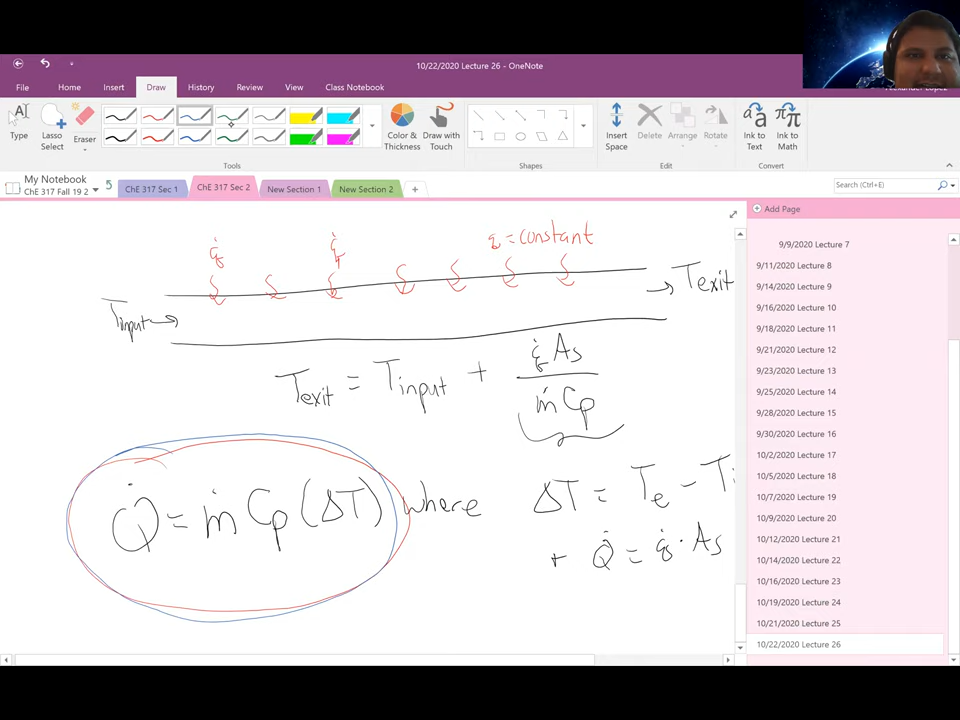 10/22/2020 Lecture 26 - OneNote
File Home Insert Draw History Review View Class Notebook
Type
Lasso Select
Eraser
Color & Thickness
Draw with Touch
Insert Space
Delete
Arrange
Rotate
Ink to Text
Ink to Math
Tools
Shapes
Edit
Convert
My Notebook
ChE 317 Fall 19 2
ChE 317 Sec 1
ChE 317 Sec 2
New Section 1
New Section 2
+
Search (Ctrl+E)
Add Page
9/9/2020 Lecture 7
9/11/2020 Lecture 8
9/14/2020 Lecture 9
9/16/2020 Lecture 10
9/18/2020 Lecture 11
9/21/2020 Lecture 12
9/23/2020 Lecture 13
9/25/2020 Lecture 14
9/28/2020 Lecture 15
9/30/2020 Lecture 16
10/2/2020 Lecture 17
10/5/2020 Lecture 18
10/7/2020 Lecture 19
10/9/2020 Lecture 20
10/12/2020 Lecture 21
10/14/2020 Lecture 22
10/16/2020 Lecture 23
10/19/2020 Lecture 24
10/21/2020 Lecture 25
10/22/2020 Lecture 26
q̇ q̇ q̇ = constant
Tinput → → Texit
Texit = Tinput + q̇ As / ṁ Cp
Q̇ = ṁ Cp (ΔT) where ΔT = Te - Ti
+ Q̇ = q̇ · As